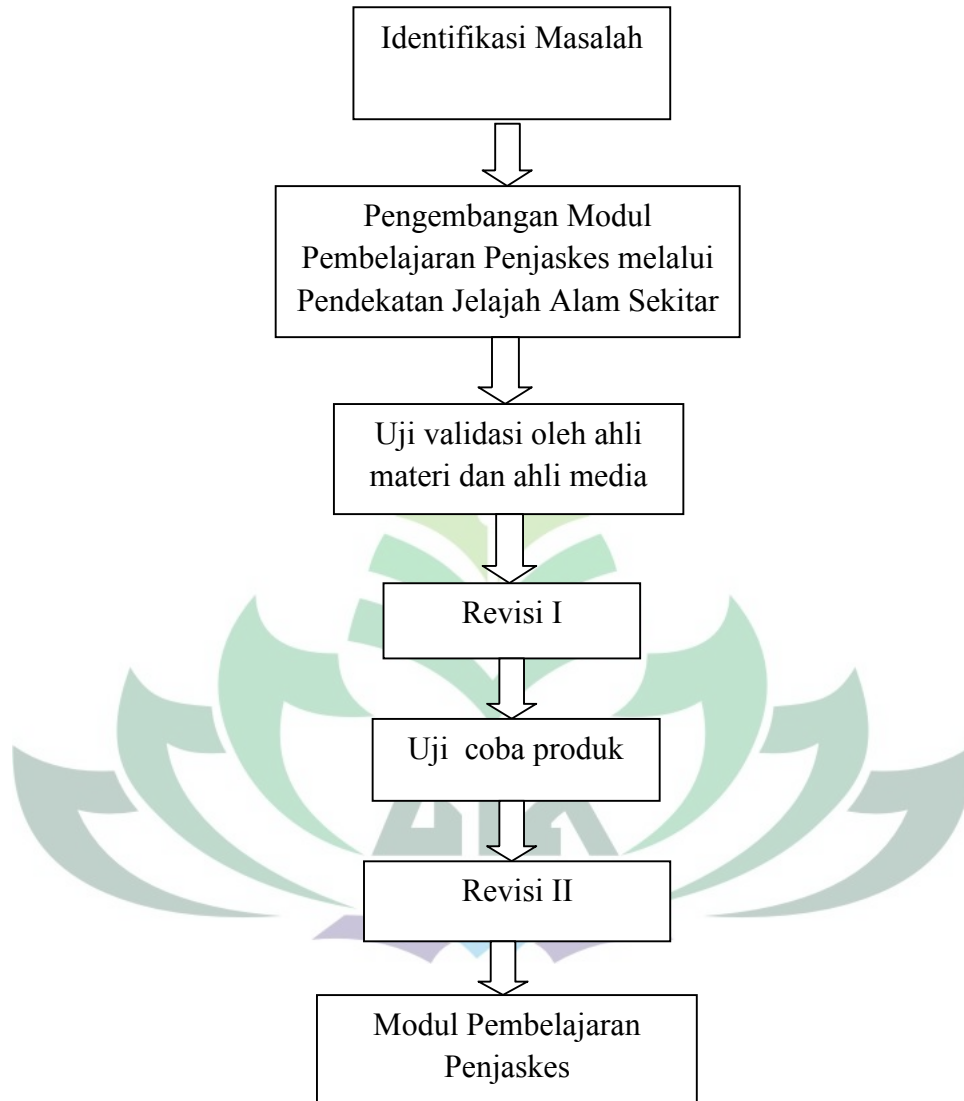 Identifikasi Masalah
Pengembangan Modul
Pembelajaran Penjaskes melalui
Pendekatan Jelajah Alam Sekitar
Uji validasi oleh ahli
materi dan ahli media
Revisi I
Uji coba produk
Revisi II
Modul Pembelajaran
Penjaskes